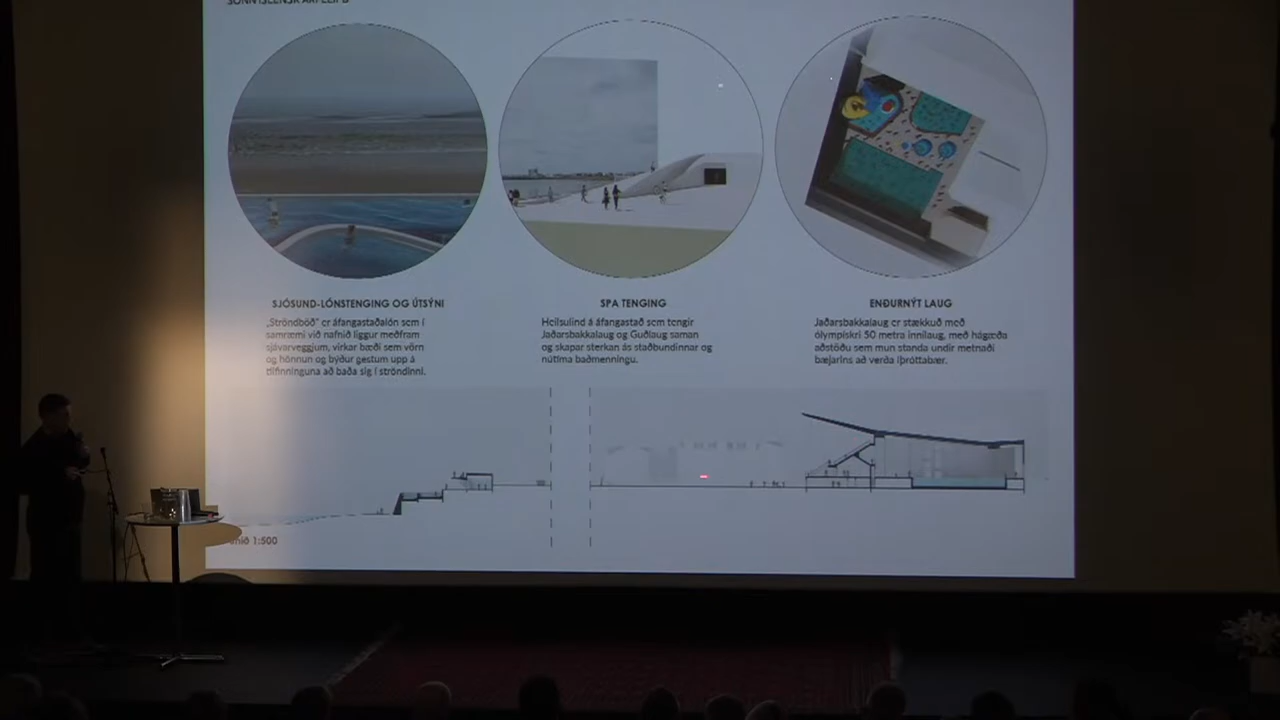 SJÓSUND-LÓNSTENGING OG ÚTSÝNI
„Ströndböð" er áfangastaðalón sem í
samræmi við nafnið liggur meðfram
sjávarveggjum, virkar bæði sem vörn
og hönnun og býður gestum upp á
tilfinninguna að baða sig í ströndinni.
SPA TENGING
Heilsulind á áfangastað sem tengir
Jaðarsbakkalaug og Guðlaug saman
og skapar sterkan ás staðbundinnar og
nútíma baðmenningu.
ENDURNÝT LAUG
Jaðarsbakkalaug er stækkuð með
ólympískri 50 metra innilaug, með hágæða
aðstöðu sem mun standa undir metnaði
bæjarins að verða íþróttabær.
1:500